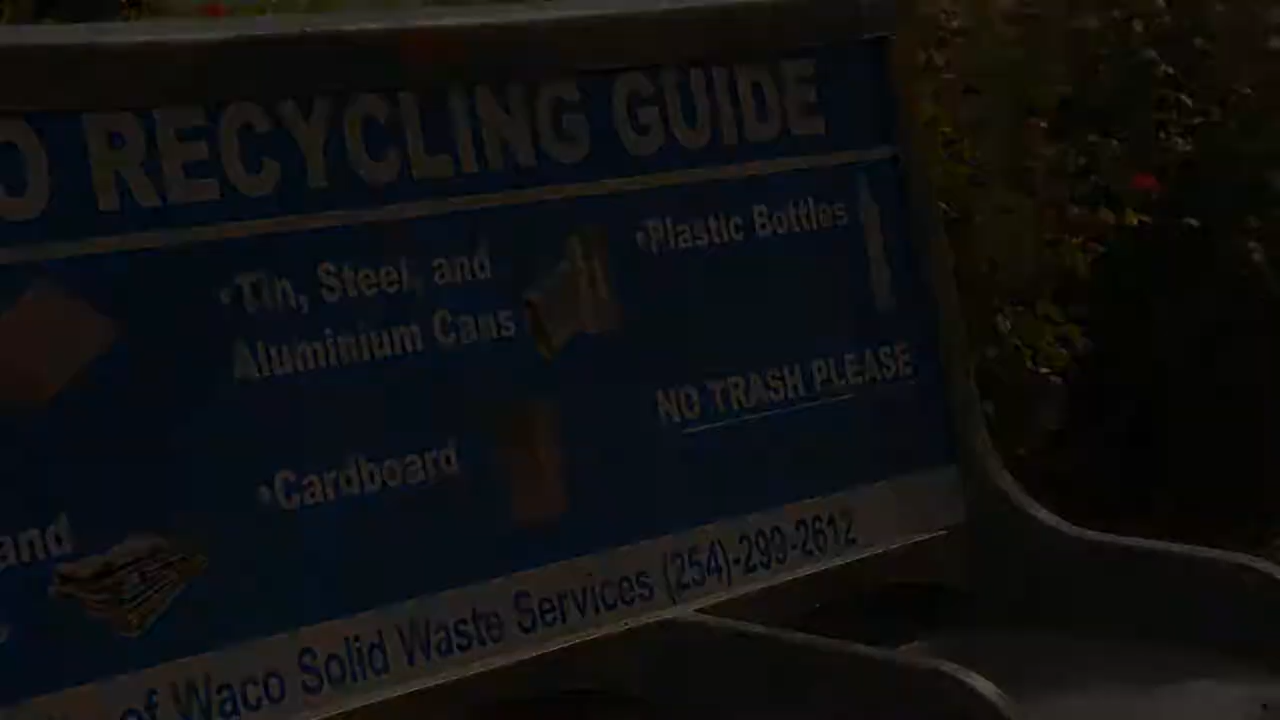 O RECYCLING GUIDE
•Tin, Steel, and
Aluminium Cans
•Plastic Bottles
NO TRASH PLEASE
•Cardboard
and
of Waco Solid Waste Services (254)-299-2612